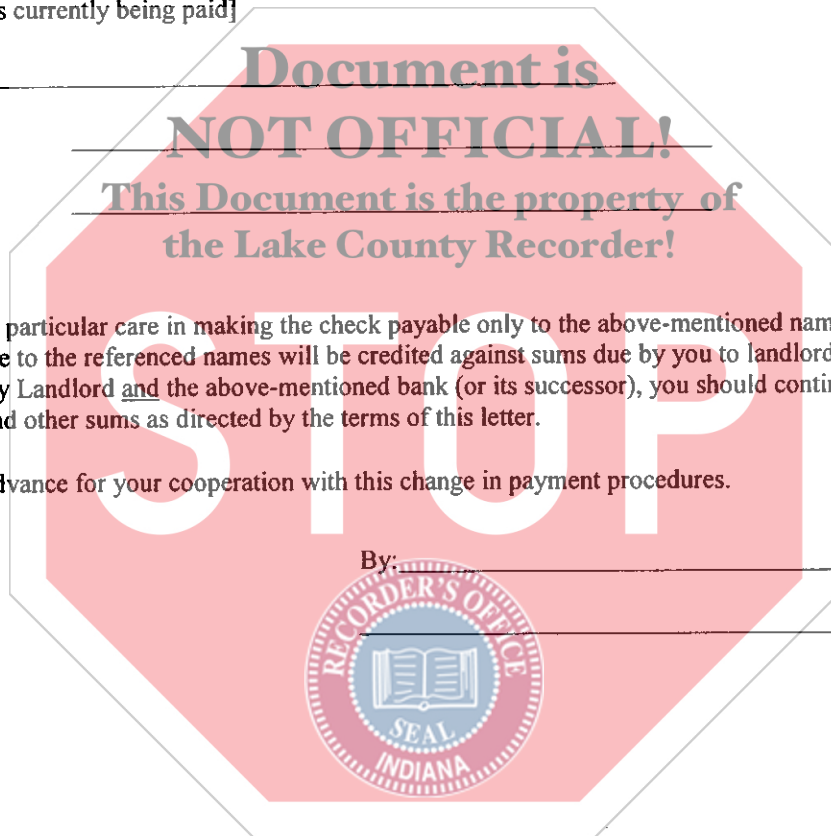 s currently being paid]
Document is
NOT OFFICIAL!
This Document is the property of
the Lake County Recorder!
STOP
particular care in making the check payable only to the above-mentioned nam
e to the referenced names will be credited against sums due by you to landlord
y Landlord and the above-mentioned bank (or its successor), you should contin
nd other sums as directed by the terms of this letter.
dvance for your cooperation with this change in payment procedures.
By:
RECORDER'S OFFICE
SEAL
INDIANA